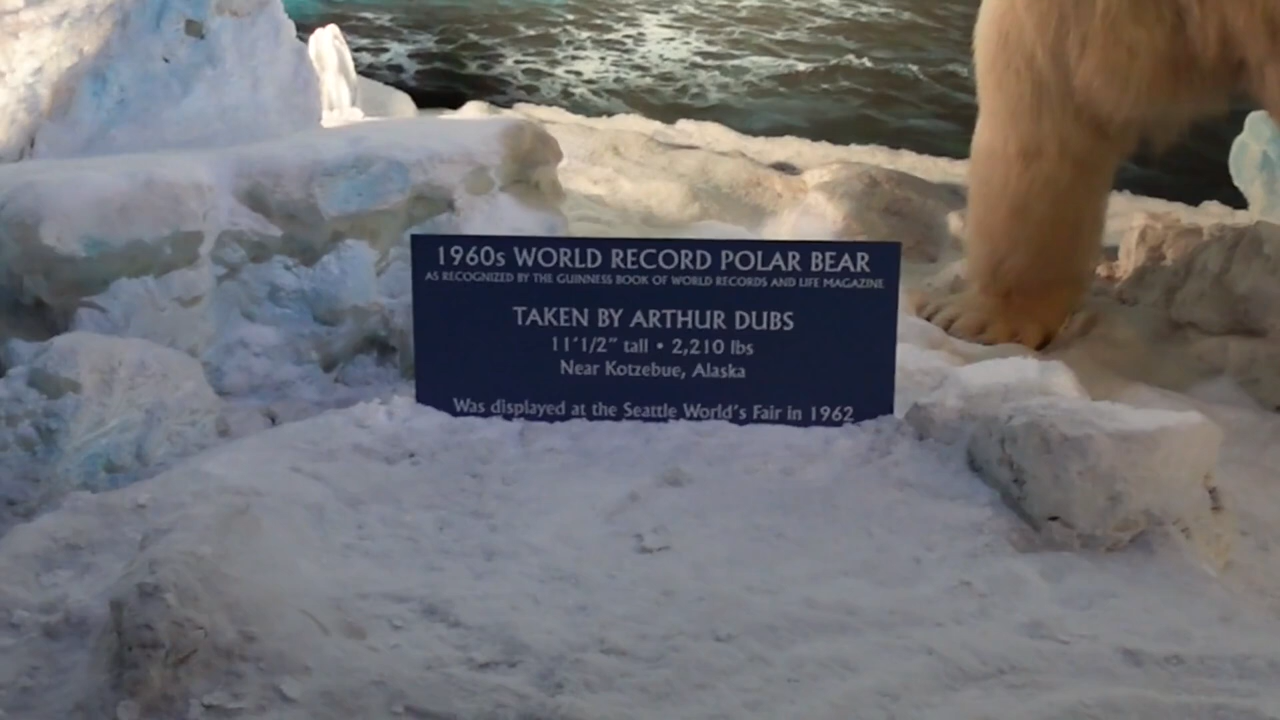 1960s WORLD RECORD POLAR BEAR
AS RECOGNIZED BY THE GUINNESS BOOK OF WORLD RECORDS AND LIFE MAGAZINE
TAKEN BY ARTHUR DUBS
11'1/2" tall • 2,210 lbs
Near Kotzebue, Alaska
Was displayed at the Seattle World's Fair in 1962